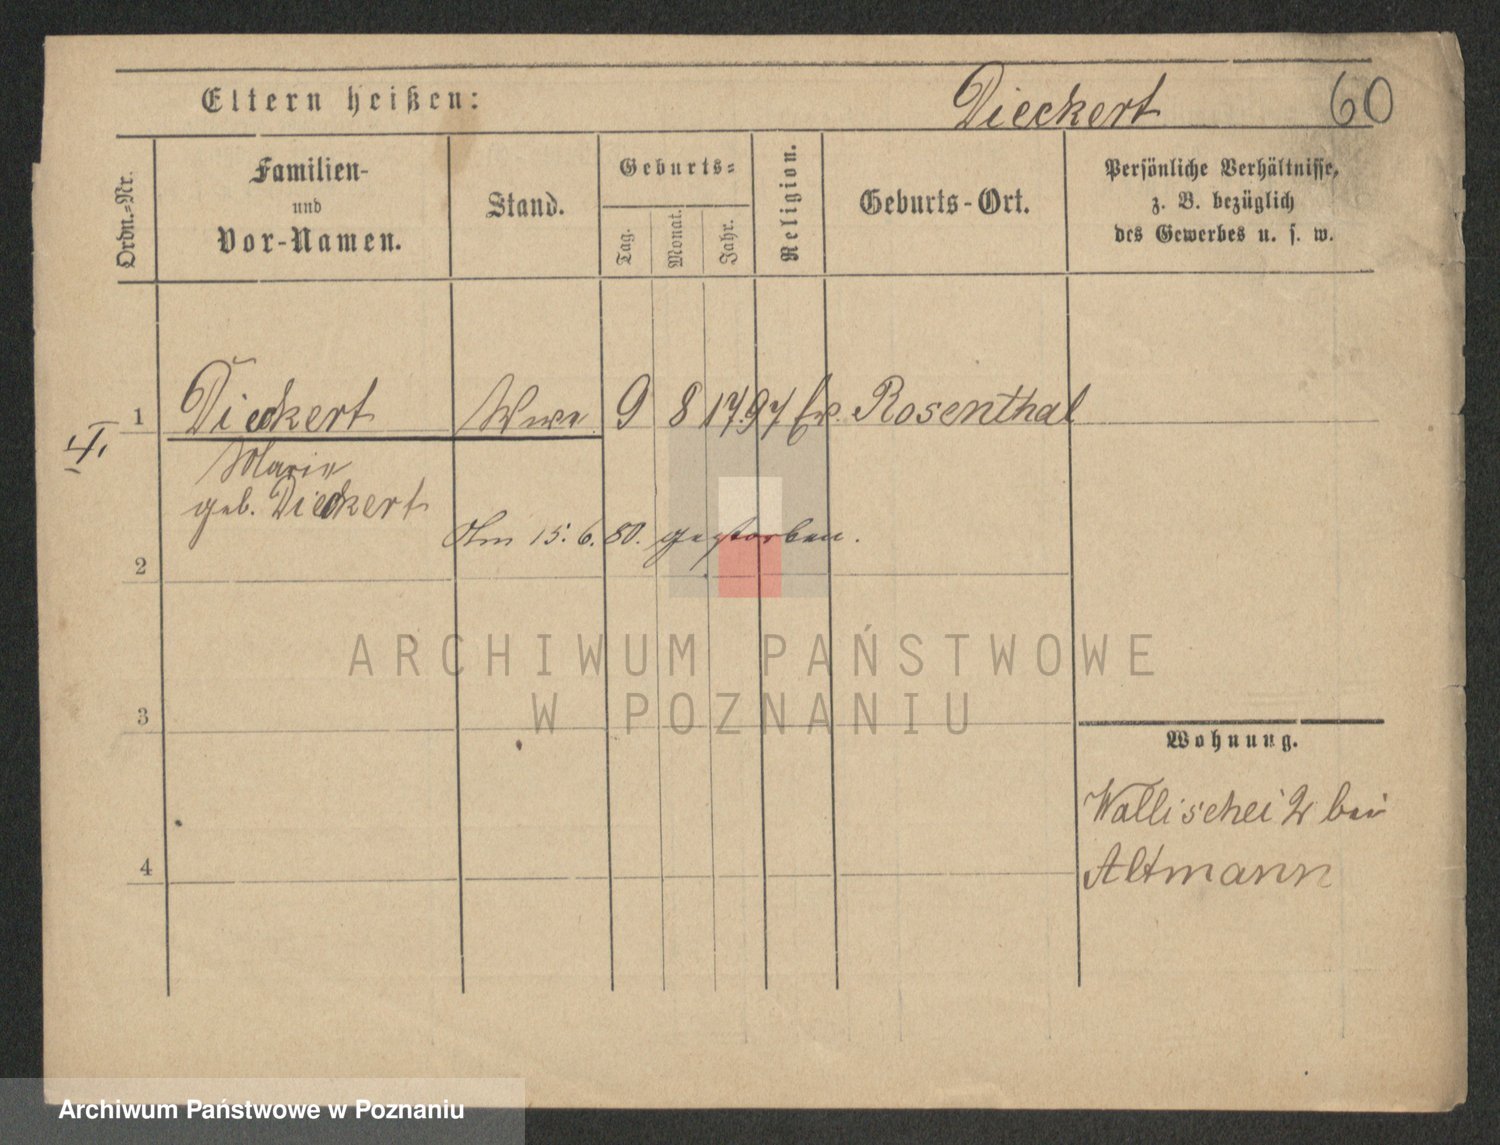 Eltern heißen:
Dieckert
60
Ordn.-Nr.
Familien-
und
Vor-Namen.
Stand.
Geburts-
Tag.
Monat.
Jahr.
Religion.
Geburts-Ort.
Persönliche Verhältnisse,
z. B. bezüglich
des Gewerbes u. s. w.
1
Dieckert
Wwe
9
8
1797
Ev.
Rosenthal
Marie
geb. Dieckert
Am 15. 6. 80. gestorben.
2
ARCHIWUM PAŃSTWOWE
W POZNANIU
3
Wohnung.
Wallischei 2 bei
4
Altmann
Archiwum Państwowe w Poznaniu